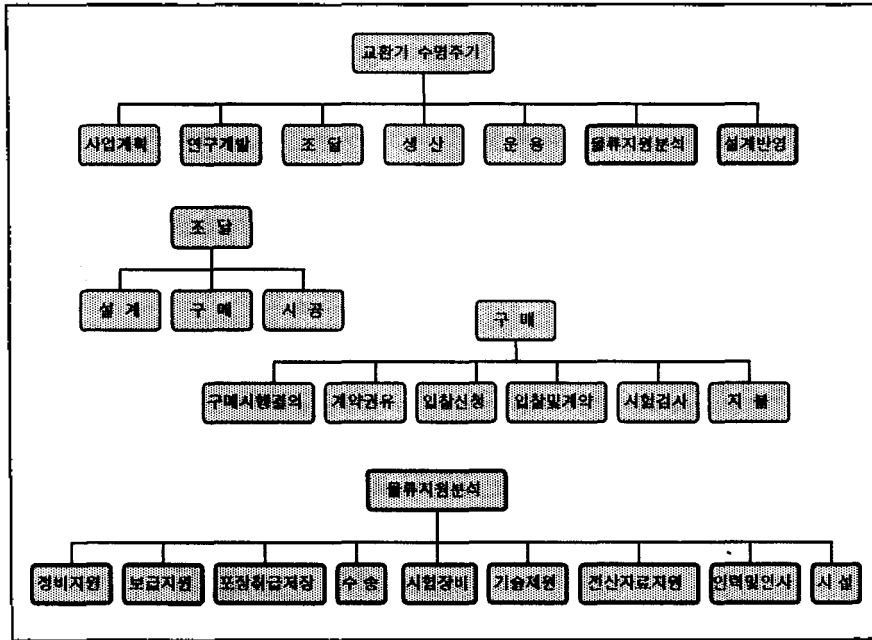 교환기 수명주기
사업계획 연구개발 조 달 생 산 운 용 물류지원분석 설계반영
조 달
설 계 구 매 시 공
구 매
구매시행결의 계약권유 입찰신청 입찰및계약 시험검사 지 불
물류지원분석
정비지원 보급지원 포장취급저장 수 송 시험장비 기술제원 전산자료지원 인력및인사 시 설